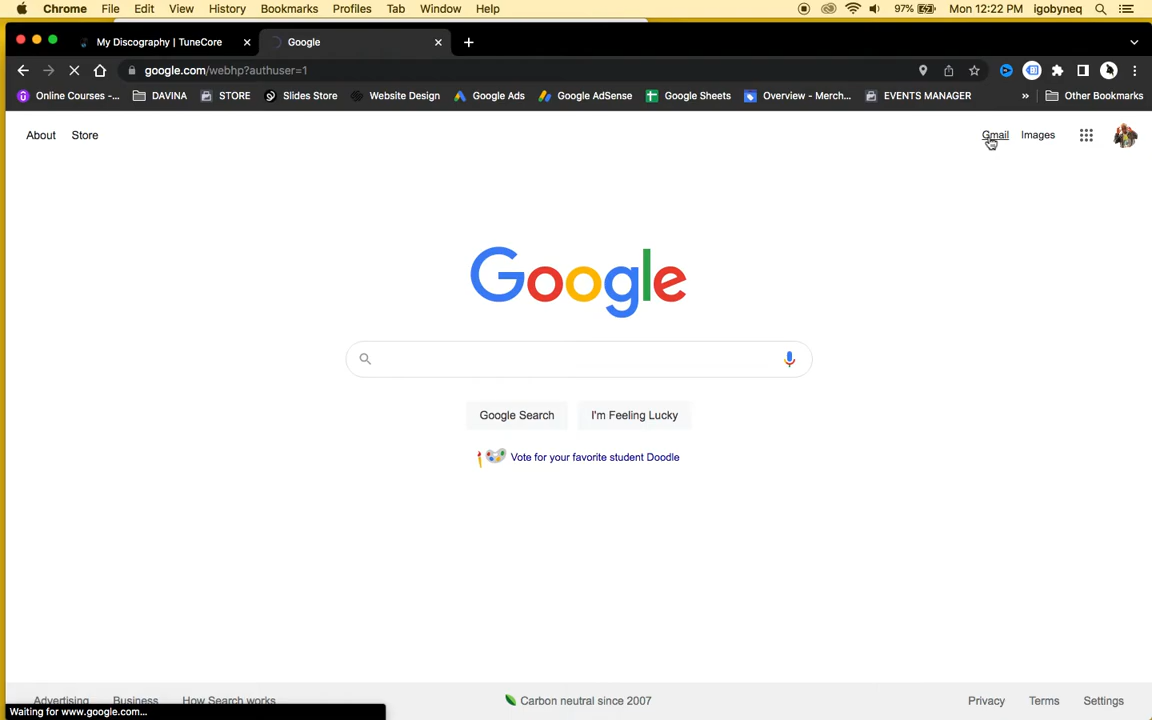 Chrome File Edit View History Bookmarks Profiles Tab Window Help 97% Mon 12:22 PM igobyneq
My Discography | TuneCore Google
google.com/webhp?authuser=1
Online Courses -... DAVINA STORE Slides Store Website Design Google Ads Google AdSense Google Sheets Overview - Merch... EVENTS MANAGER » Other Bookmarks
About Store Gmail Images
Google
Google Search I'm Feeling Lucky
Vote for your favorite student Doodle
Advertising Business How Search works Carbon neutral since 2007 Privacy Terms Settings
Waiting for www.google.com...